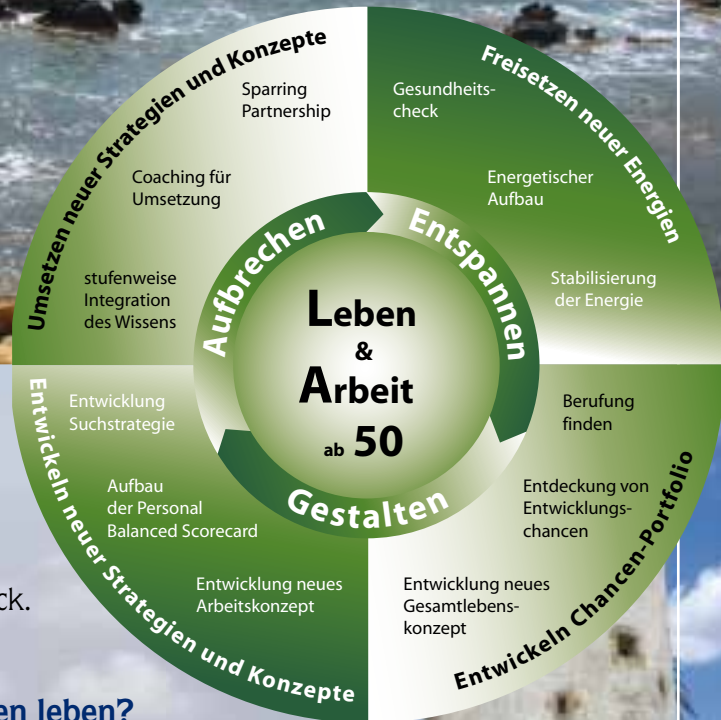 Umsetzen neuer Strategien und Konzepte
Sparring
Partnership
Coaching für
Umsetzung
stufenweise
Integration
des Wissens
Freisetzen neuer Energien
Gesundheits-
check
Energetischer
Aufbau
Stabilisierung
der Energie
Aufbrechen
Entspannen
Gestalten
Leben
&
Arbeit
ab 50
Entwickeln neuer Strategien und Konzepte
Entwicklung
Suchstrategie
Aufbau
der Personal
Balanced Scorecard
Entwicklung neues
Arbeitskonzept
Berufung
finden
Entdeckung von
Entwicklungs-
chancen
Entwicklung neues
Gesamtlebens-
konzept
Entwickeln Chancen-Portfolio
ck.
en leben?